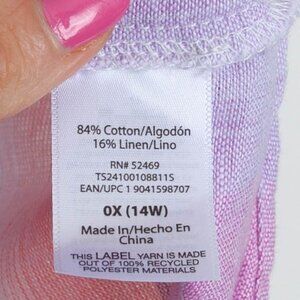 84% Cotton/Algodón
16% Linen/Lino
RN# 52469
TS24100108811S
EAN/UPC 1 9041598707
0X (14W)
Made In/Hecho En
China
THIS LABEL YARN IS MADE
OUT OF 100% RECYCLED
POLYESTER MATERIALS